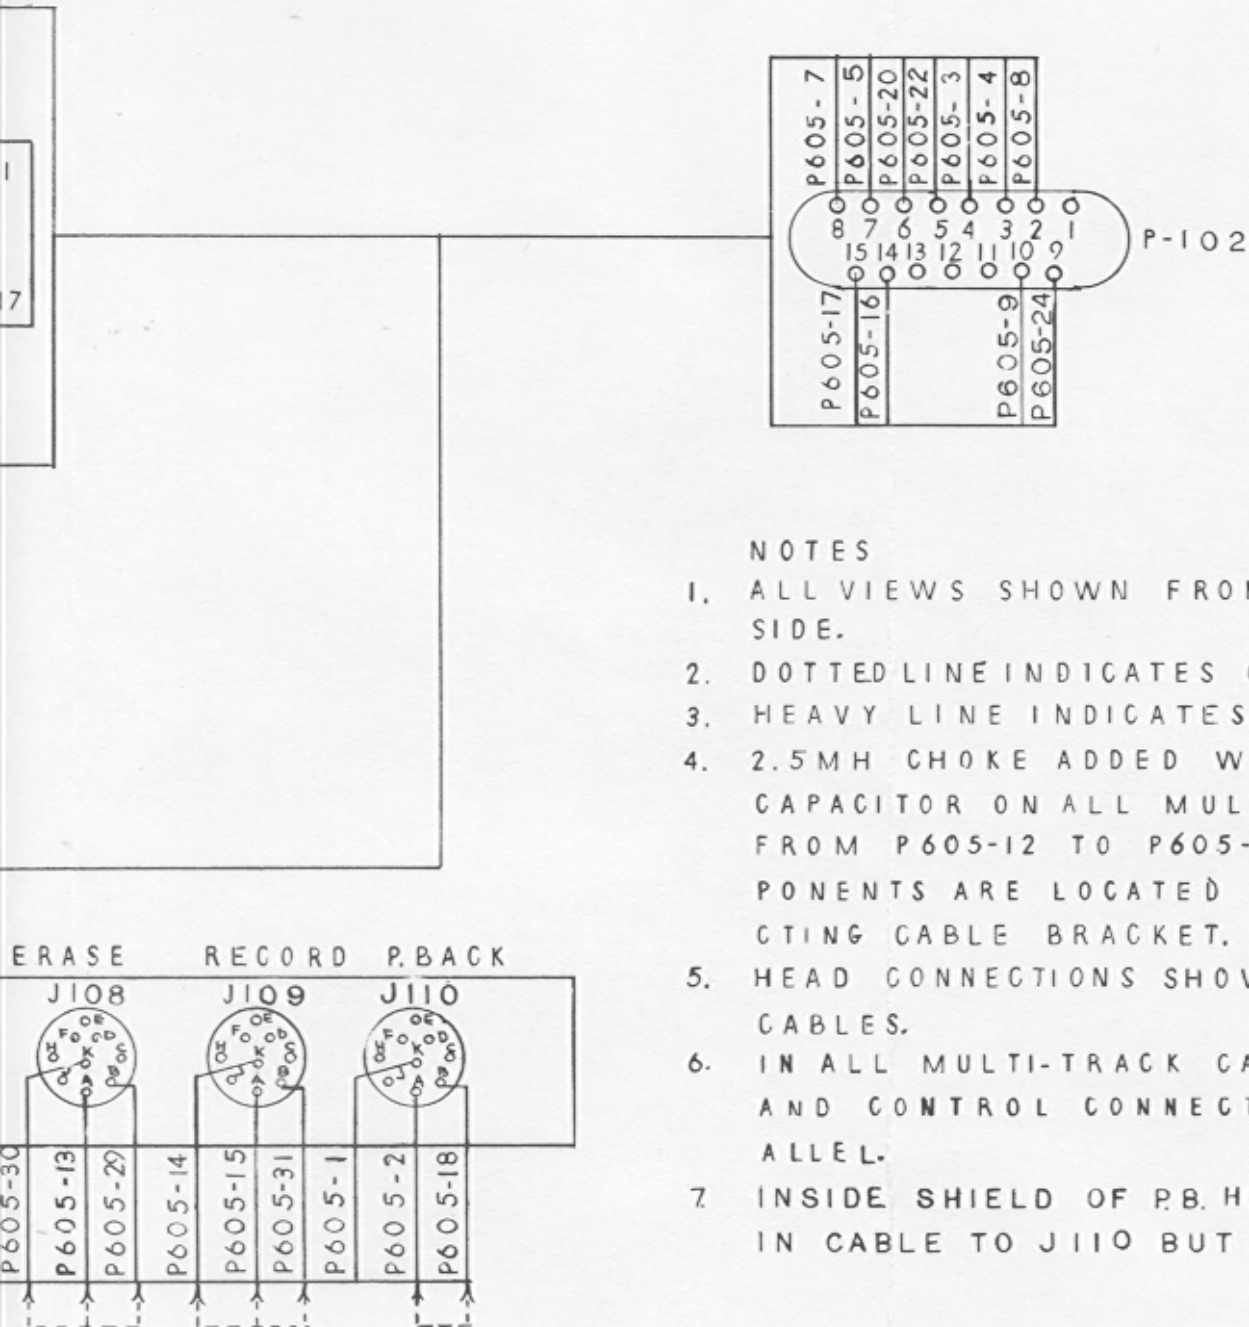 1
17
P605-7
P605-5
P605-20
P605-22
P605-3
P605-4
P605-8
8 7 6 5 4 3 2 1
15 14 13 12 11 10 9
P-102
P605-17
P605-16
P605-9
P605-24
NOTES
1. ALL VIEWS SHOWN
SIDE.
2. DOTTED LINE INDICATES
3. HEAVY LINE INDICATES
4. 2.5MH CHOKE ADDED
CAPACITOR ON ALL
FROM P605-12 TO P605-
PONENTS ARE LOCATED
CTING CABLE BRACKET.
5. HEAD CONNECTIONS
CABLES.
6. IN ALL MULTI-TRACK
AND CONTROL
ALLEL.
7. INSIDE SHIELD OF P.B.
IN CABLE TO J110 BUT
ERASE RECORD P.BACK
J108 J109 J110
E
F D
H K C
J A B
E
F D
H K C
J A B
E
F D
H K C
J A B
P605-30
P605-13
P605-29
P605-14
P605-15
P605-31
P605-1
P605-2
P605-18